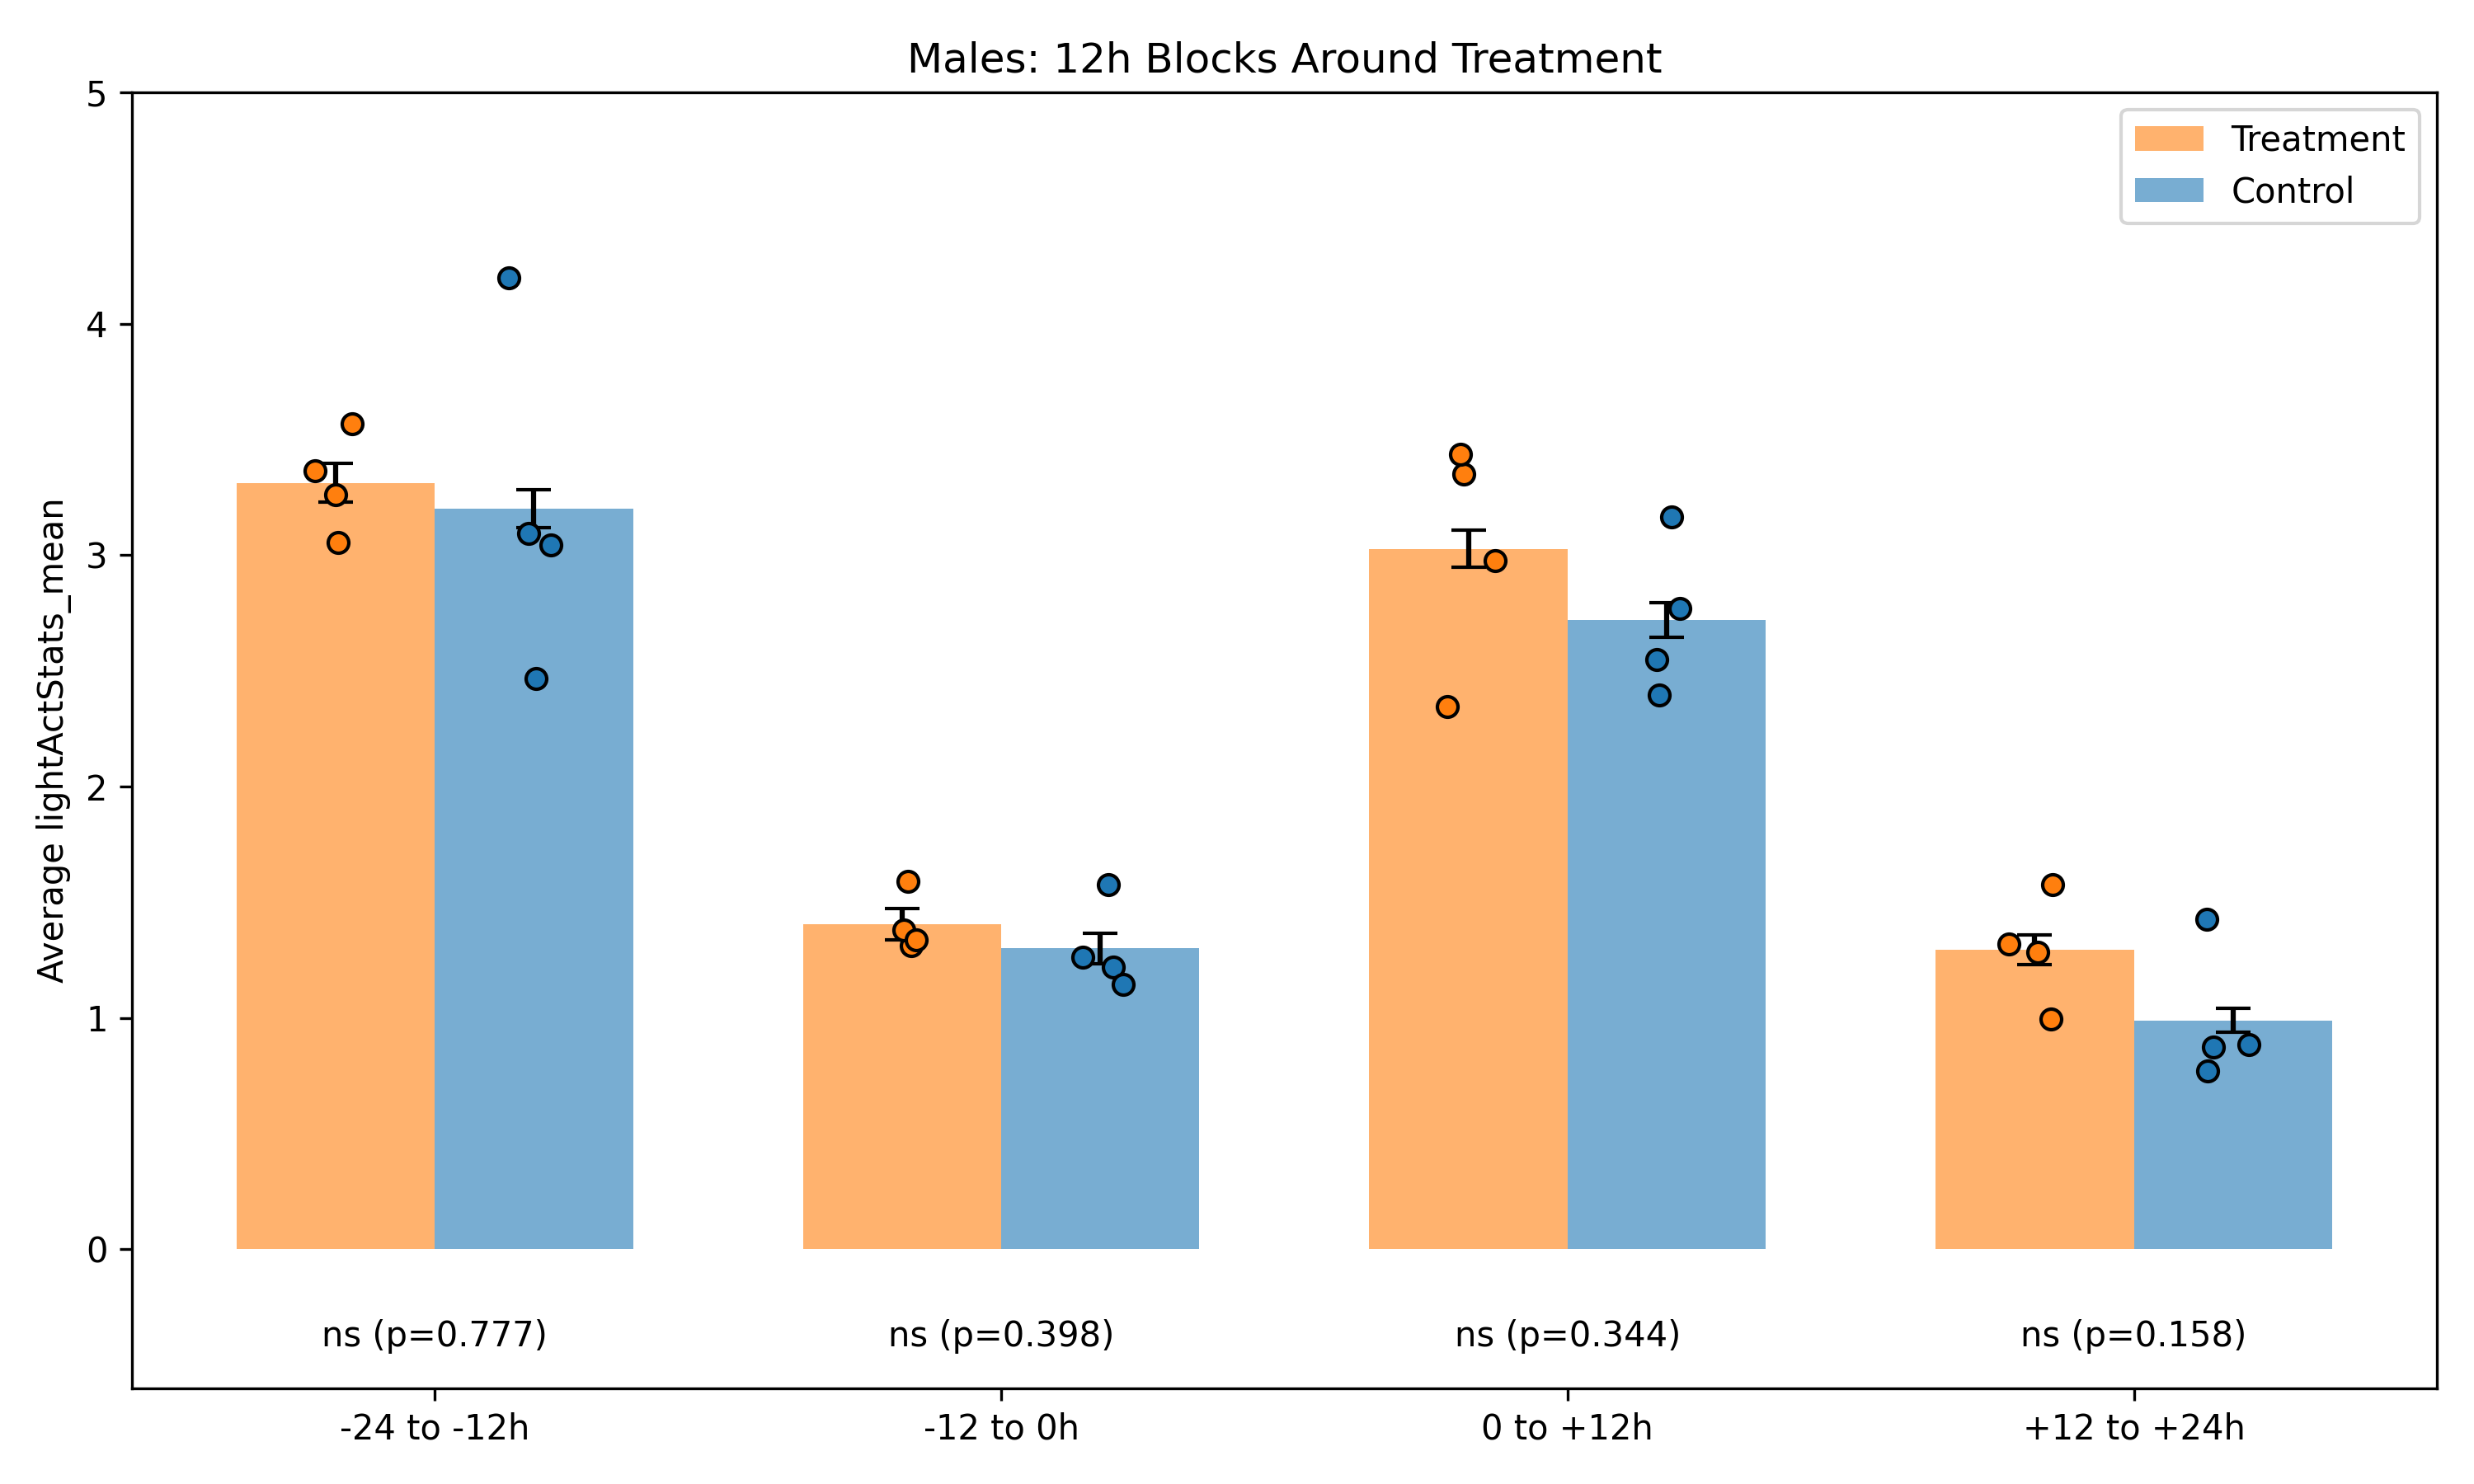 Males: 12h Blocks Around Treatment
Treatment
Control
Average lightActStats_mean
5
4
3
2
1
0
ns (p=0.777)
ns (p=0.398)
ns (p=0.344)
ns (p=0.158)
-24 to -12h
-12 to 0h
0 to +12h
+12 to +24h